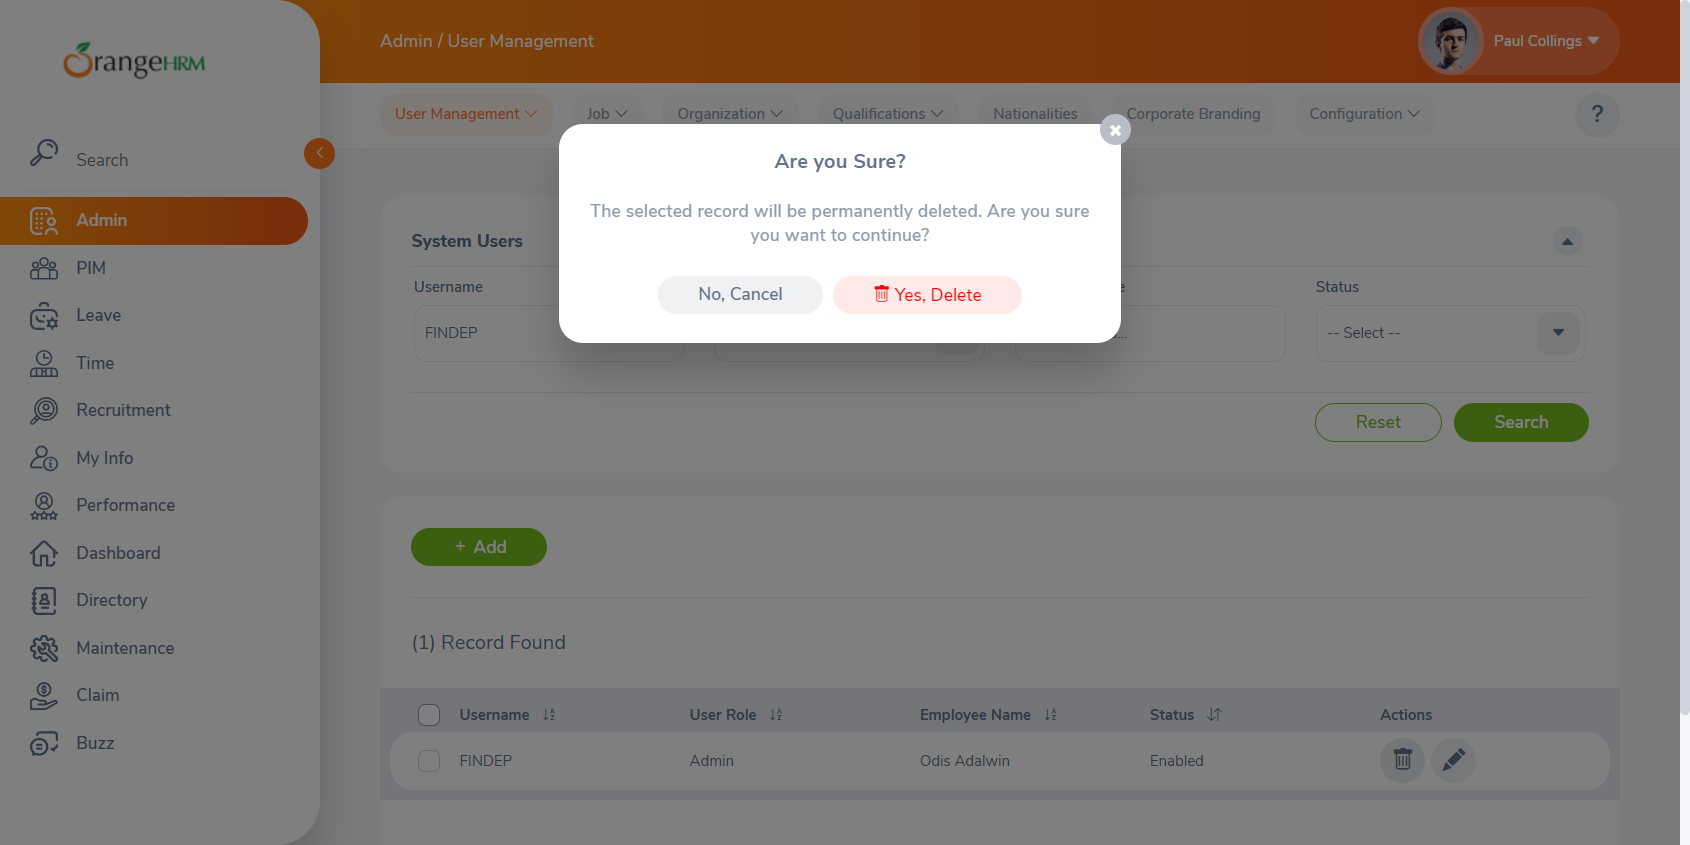 OrangeHRM
Admin / User Management
Paul Collings
User Management
Job
Organization
Qualifications
Nationalities
Corporate Branding
Configuration
?
Search
Admin
PIM
Leave
Time
Recruitment
My Info
Performance
Dashboard
Directory
Maintenance
Claim
Buzz
Are you Sure?
The selected record will be permanently deleted. Are you sure
you want to continue?
No, Cancel
Yes, Delete
System Users
Username
Status
FINDEP
-- Select --
Reset
Search
+ Add
(1) Record Found
Username
User Role
Employee Name
Status
Actions
FINDEP
Admin
Odis Adalwin
Enabled